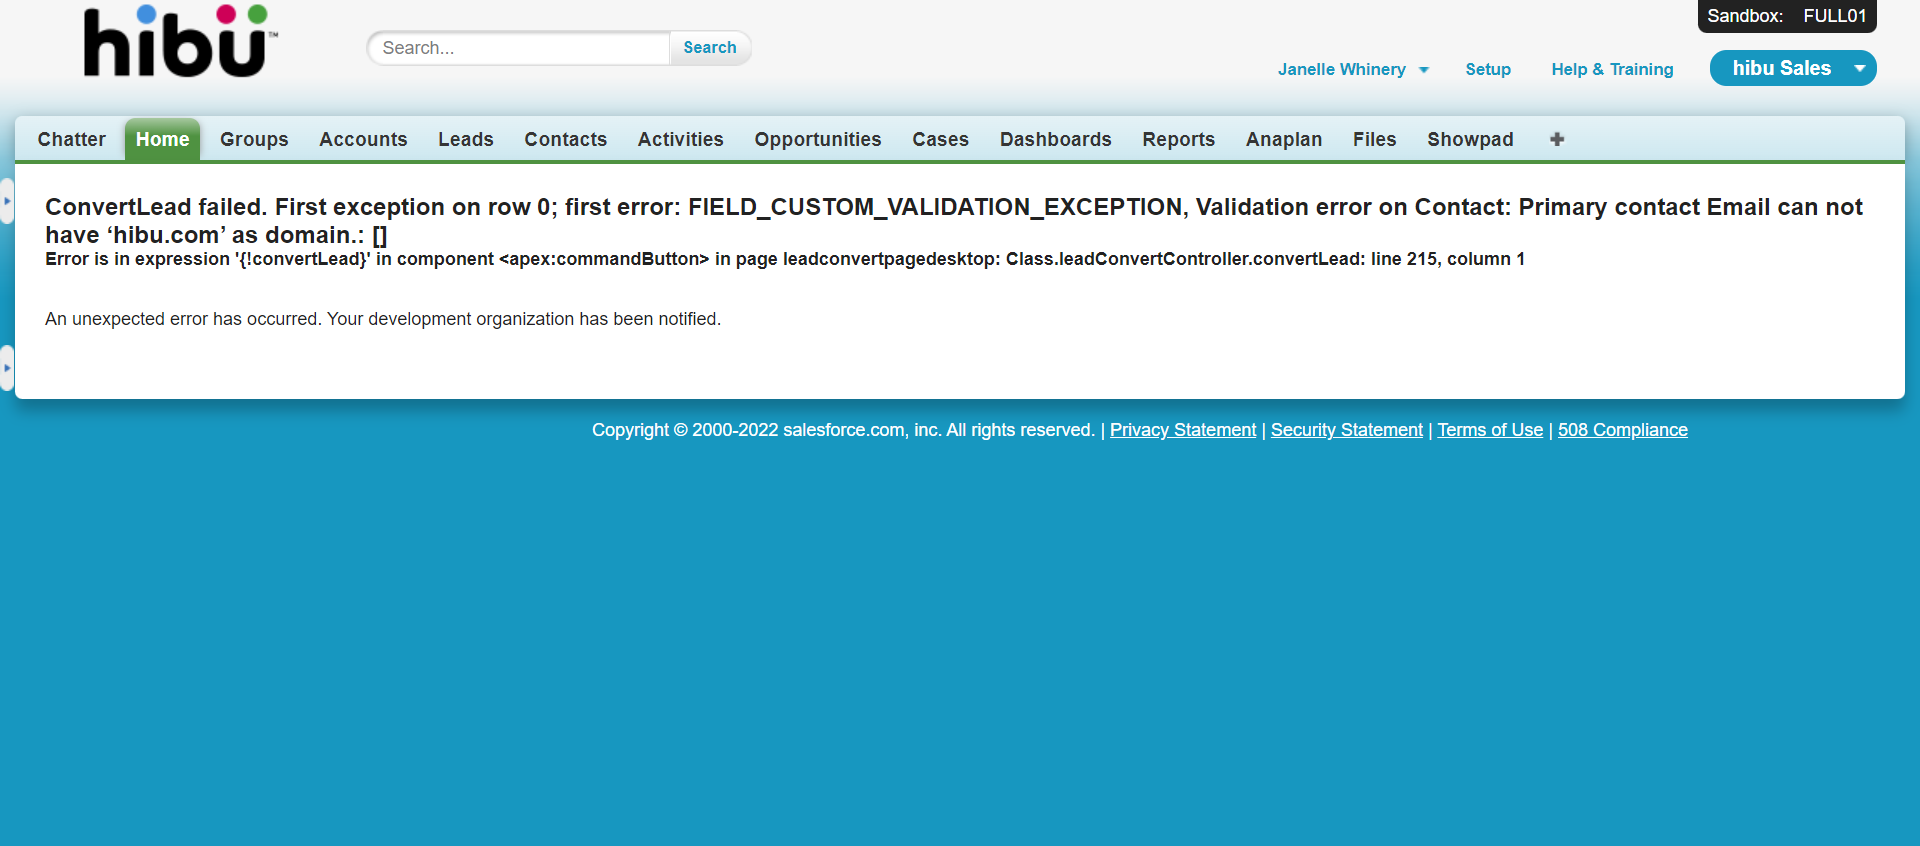 hibü™
Search...
Search
Sandbox: FULL01
Janelle Whinery
Setup
Help & Training
hibu Sales
Chatter Home Groups Accounts Leads Contacts Activities Opportunities Cases Dashboards Reports Anaplan Files Showpad
ConvertLead failed. First exception on row 0; first error: FIELD_CUSTOM_VALIDATION_EXCEPTION, Validation error on Contact: Primary contact Email can not
have ‘hibu.com’ as domain.: []
Error is in expression '{!convertLead}' in component <apex:commandButton> in page leadconvertpagedesktop: Class.leadConvertController.convertLead: line 215, column 1
An unexpected error has occurred. Your development organization has been notified.
Copyright © 2000-2022 salesforce.com, inc. All rights reserved. | Privacy Statement | Security Statement | Terms of Use | 508 Compliance